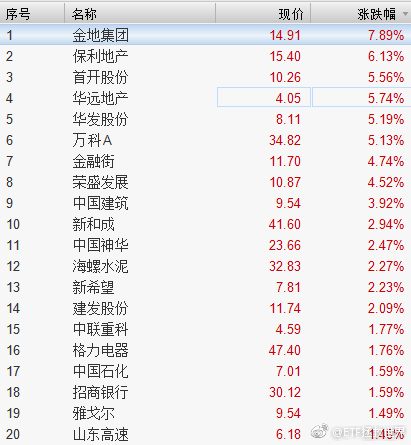 序号 名称 现价 涨跌幅
1 金地集团 14.91 7.89%
2 保利地产 15.40 6.13%
3 首开股份 10.26 5.56%
4 华远地产 4.05 5.74%
5 华发股份 8.11 5.19%
6 万科A 34.82 5.13%
7 金融街 11.70 4.74%
8 荣盛发展 10.87 4.52%
9 中国建筑 9.54 3.92%
10 新和成 41.60 2.94%
11 中国神华 23.66 2.47%
12 海螺水泥 32.83 2.27%
13 新希望 7.81 2.23%
14 建发股份 11.74 2.09%
15 中联重科 4.59 1.77%
16 格力电器 47.40 1.76%
17 中国石化 7.01 1.59%
18 招商银行 30.12 1.59%
19 雅戈尔 9.54 1.49%
20 山东高速 6.18